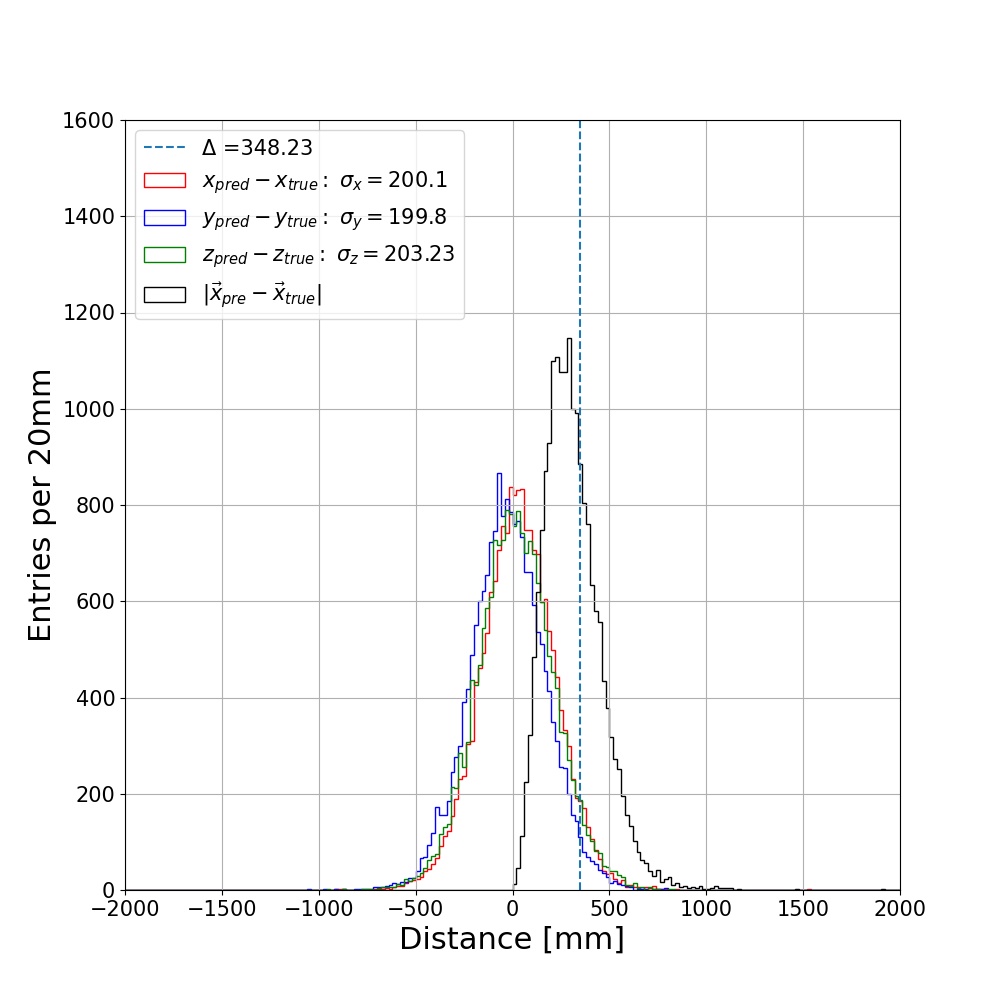 1600
1400
1200
1000
800
600
400
200
0
Entries per 20mm
Δ =348.23
x_pred − x_true : σ_x = 200.1
y_pred − y_true : σ_y = 199.8
z_pred − z_true : σ_z = 203.23
|x⃗_pre − x⃗_true|
−2000 −1500 −1000 −500 0 500 1000 1500 2000
Distance [mm]